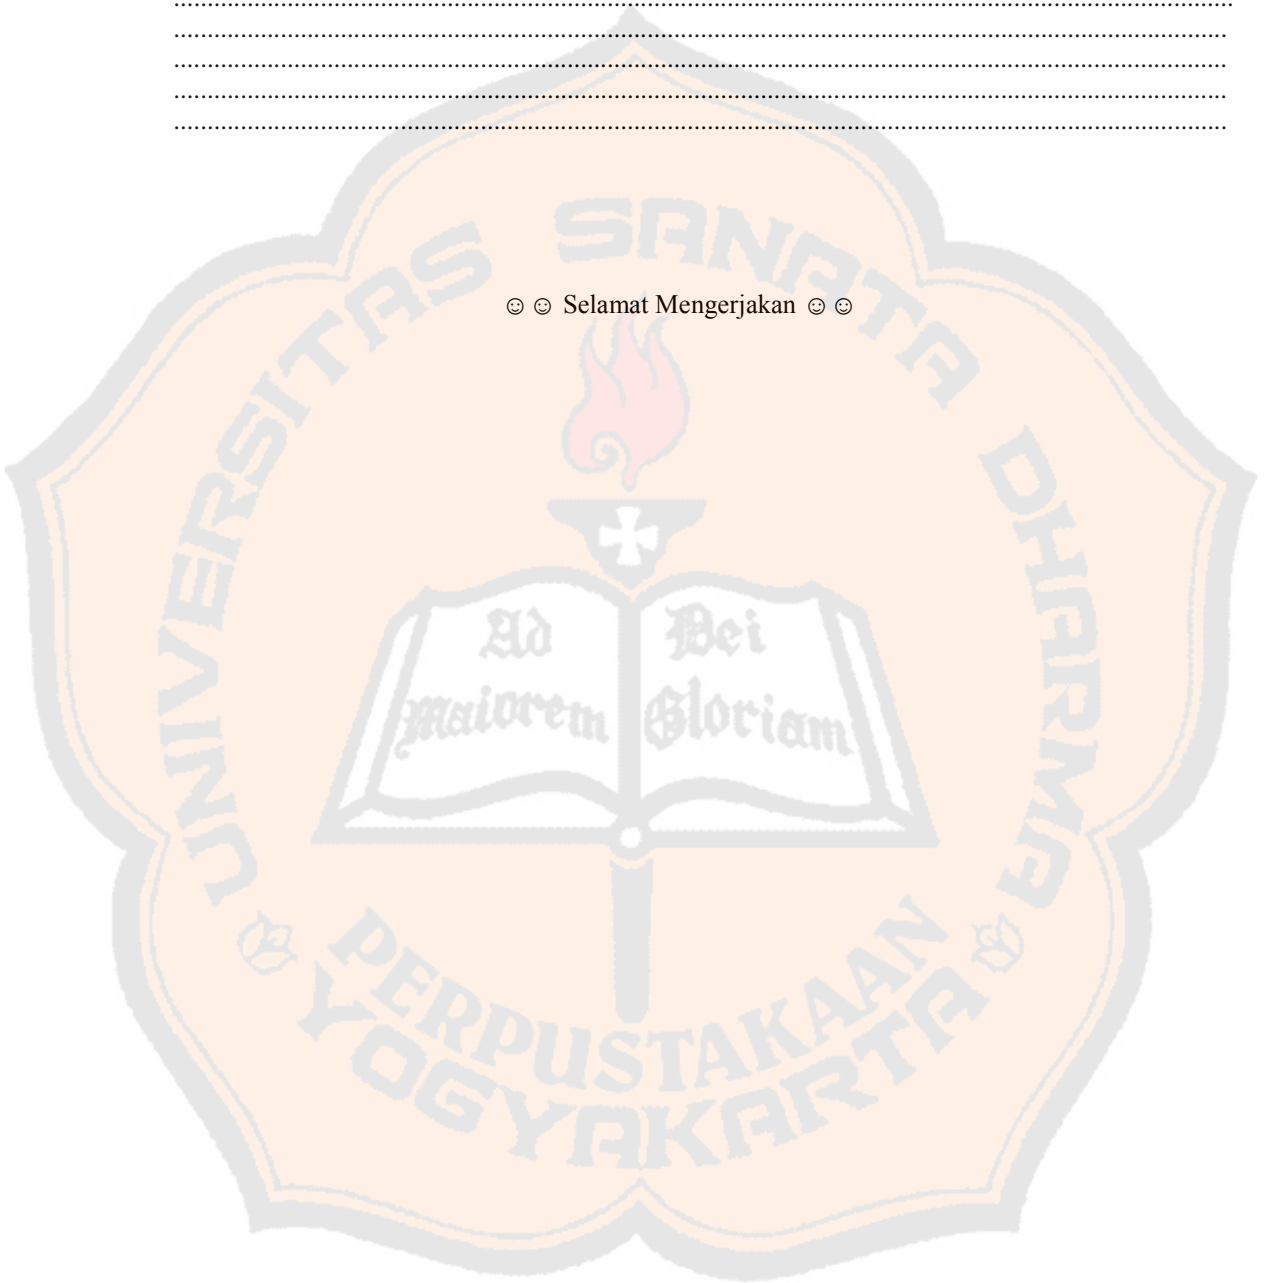 ........................................................................................................................................................
.......................................................................................................................................................
.......................................................................................................................................................
.......................................................................................................................................................
.......................................................................................................................................................
☺☺ Selamat Mengerjakan ☺☺
UNIVERSITAS SANATA DHARMA
Ad Dei
maiorem Gloriam
PERPUSTAKAAN
YOGYAKARTA